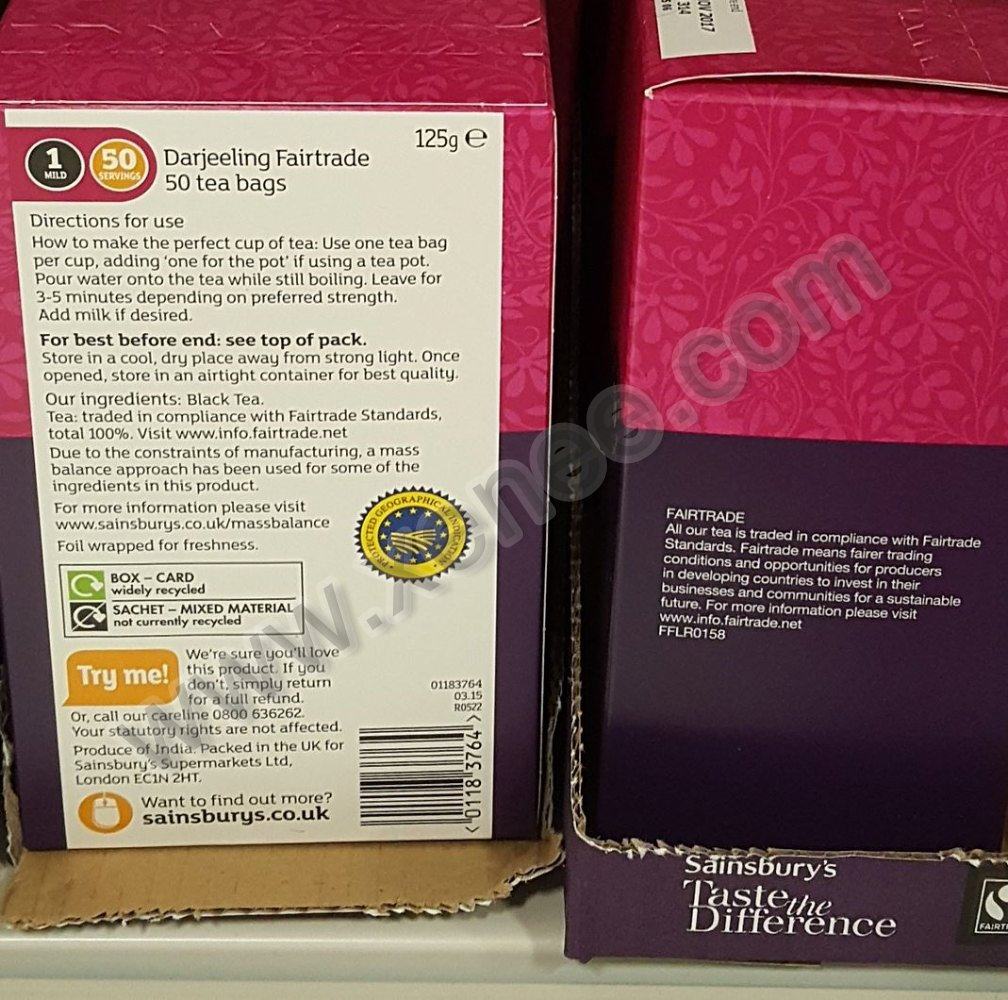 1
MILD
50
SERVINGS
Darjeeling Fairtrade
50 tea bags
125g ℮
Directions for use
How to make the perfect cup of tea: Use one tea bag
per cup, adding ‘one for the pot’ if using a tea pot.
Pour water onto the tea while still boiling. Leave for
3-5 minutes depending on preferred strength.
Add milk if desired.
For best before end: see top of pack.
Store in a cool, dry place away from strong light. Once
opened, store in an airtight container for best quality.
Our ingredients: Black Tea.
Tea: traded in compliance with Fairtrade Standards,
total 100%. Visit www.info.fairtrade.net
Due to the constraints of manufacturing, a mass
balance approach has been used for some of the
ingredients in this product.
For more information please visit
www.sainsburys.co.uk/massbalance
Foil wrapped for freshness.
PROTECTED GEOGRAPHICAL INDICATION
BOX – CARD
widely recycled
SACHET – MIXED MATERIAL
not currently recycled
Try me!
We're sure you'll love
this product. If you
don't, simply return
for a full refund.
Or, call our careline 0800 636262.
Your statutory rights are not affected.
Produce of India. Packed in the UK for
Sainsbury's Supermarkets Ltd,
London EC1N 2HT.
01183764
03.15
R0522
<01183764>
Want to find out more?
sainsburys.co.uk
NOV 2017
314
FAIRTRADE
All our tea is traded in compliance with Fairtrade
Standards. Fairtrade means fairer trading
conditions and opportunities for producers
in developing countries to invest in their
businesses and communities for a sustainable
future. For more information please visit
www.info.fairtrade.net
FFLR0158
Sainsbury's
Taste the
Difference
www.xenee.com